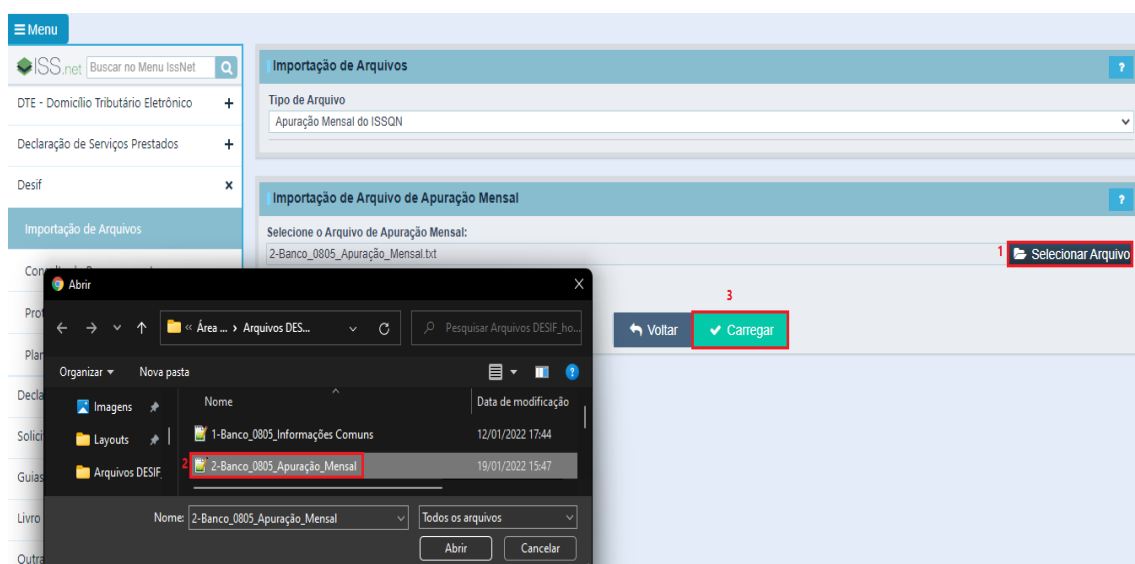 Menu
ISS.net Buscar no Menu IssNet
DTE - Domicílio Tributário Eletrônico +
Declaração de Serviços Prestados +
Desif x
Importação de Arquivos
Importação de Arquivos ?
Tipo de Arquivo
Apuração Mensal do ISSQN
Importação de Arquivo de Apuração Mensal ?
Selecione o Arquivo de Apuração Mensal:
2-Banco_0805_Apuração_Mensal.txt
1 Selecionar Arquivo
3
Voltar Carregar
Abrir
« Área ... › Arquivos DES...
Pesquisar Arquivos DESIF_ho...
Organizar Nova pasta ?
Nome Data de modificação
Imagens
Layouts
Arquivos DESIF
1-Banco_0805_Informações Comuns 12/01/2022 17:44
2 2-Banco_0805_Apuração_Mensal 19/01/2022 15:47
Nome: 2-Banco_0805_Apuração_Mensal Todos os arquivos
Abrir Cancelar
Decla
Solici
Guias
Livro
Outra